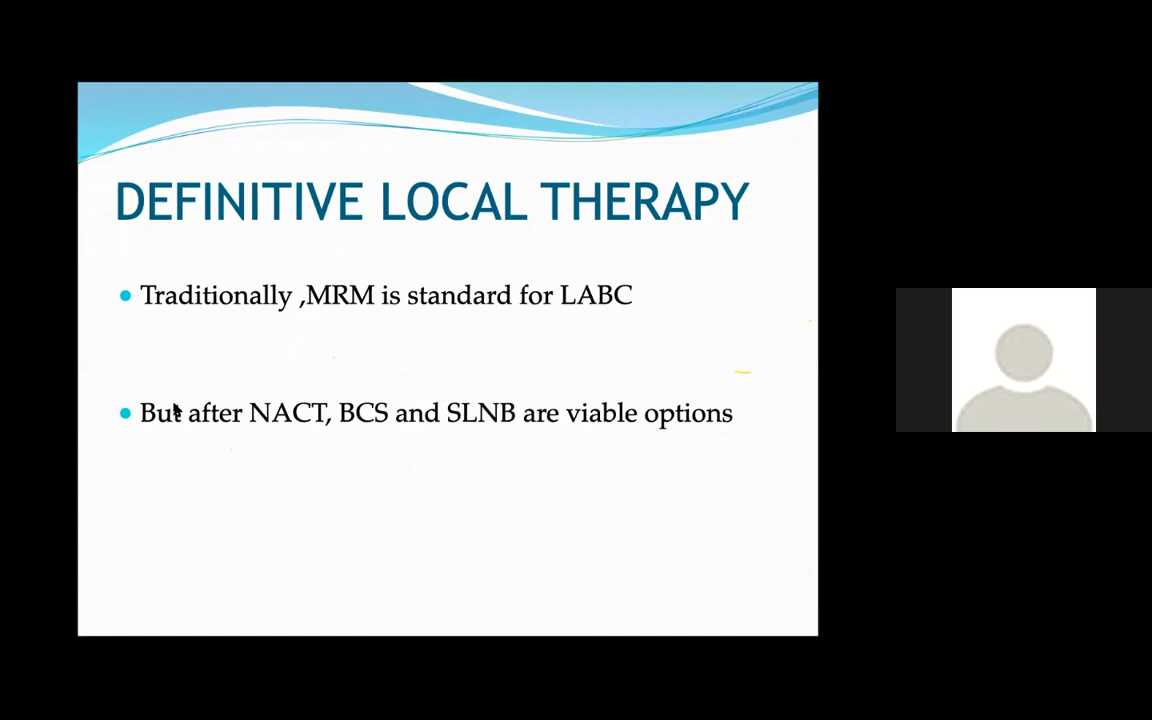 DEFINITIVE LOCAL THERAPY
Traditionally ,MRM is standard for LABC
But after NACT, BCS and SLNB are viable options